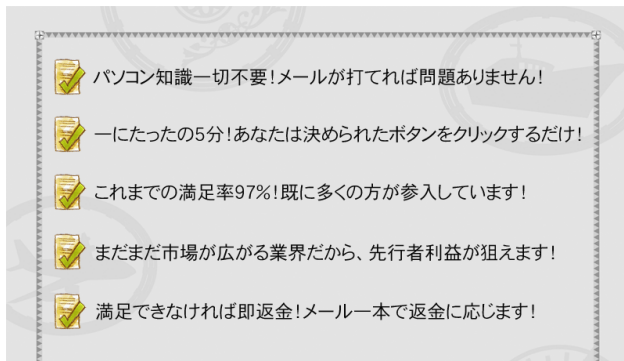 パソコン知識一切不要！メールが打てれば問題ありません！
一にたったの5分！あなたは決められたボタンをクリックするだけ！
これまでの満足率97%！既に多くの方が参入しています！
まだまだ市場が広がる業界だから、先行者利益が狙えます！
満足できなければ即返金！メール一本で返金に応じます！